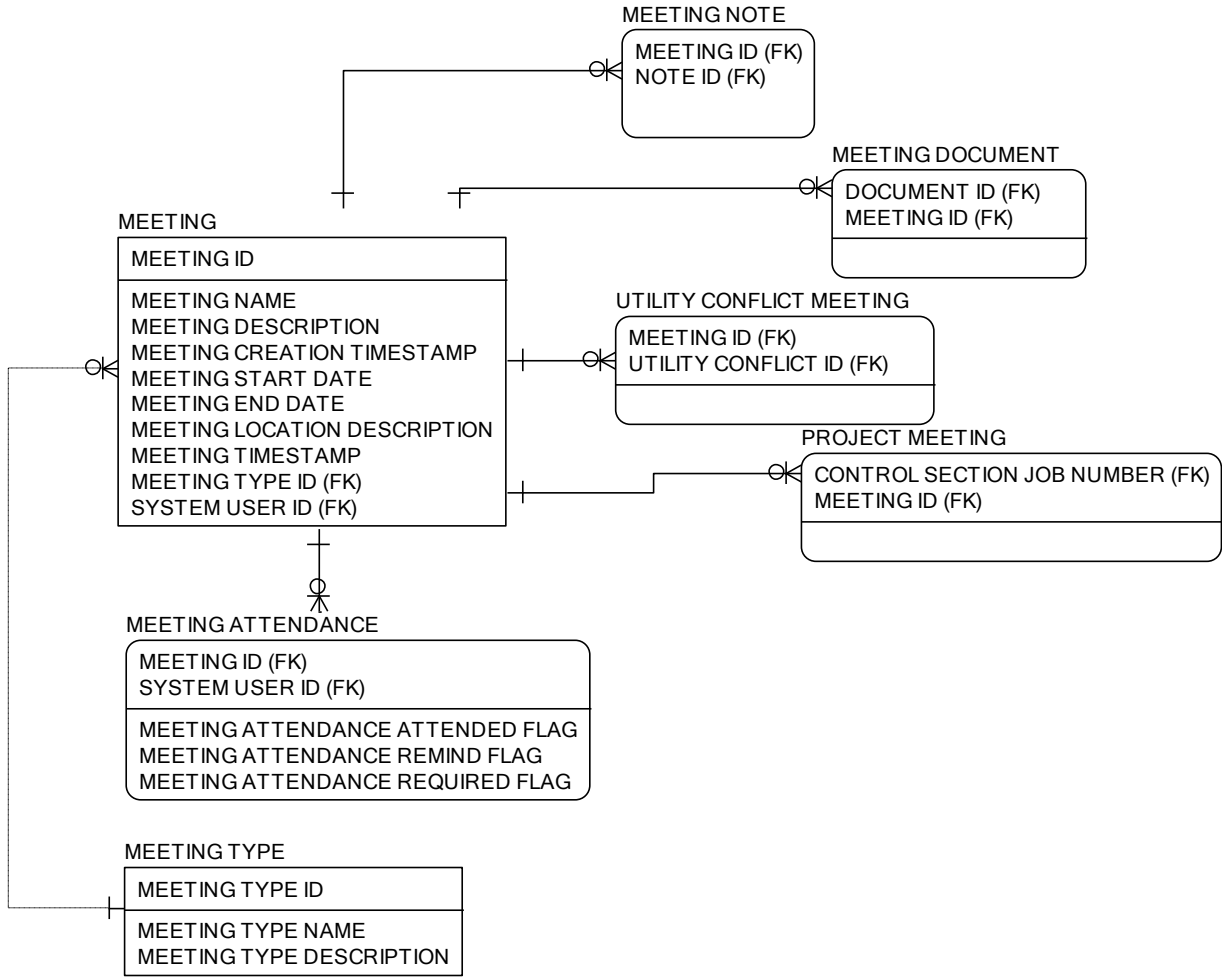 MEETING NOTE
MEETING ID (FK)
NOTE ID (FK)
MEETING DOCUMENT
DOCUMENT ID (FK)
MEETING ID (FK)
MEETING
MEETING ID
MEETING NAME
MEETING DESCRIPTION
MEETING CREATION TIMESTAMP
MEETING START DATE
MEETING END DATE
MEETING LOCATION DESCRIPTION
MEETING TIMESTAMP
MEETING TYPE ID (FK)
SYSTEM USER ID (FK)
UTILITY CONFLICT MEETING
MEETING ID (FK)
UTILITY CONFLICT ID (FK)
PROJECT MEETING
CONTROL SECTION JOB NUMBER (FK)
MEETING ID (FK)
MEETING ATTENDANCE
MEETING ID (FK)
SYSTEM USER ID (FK)
MEETING ATTENDANCE ATTENDED FLAG
MEETING ATTENDANCE REMIND FLAG
MEETING ATTENDANCE REQUIRED FLAG
MEETING TYPE
MEETING TYPE ID
MEETING TYPE NAME
MEETING TYPE DESCRIPTION